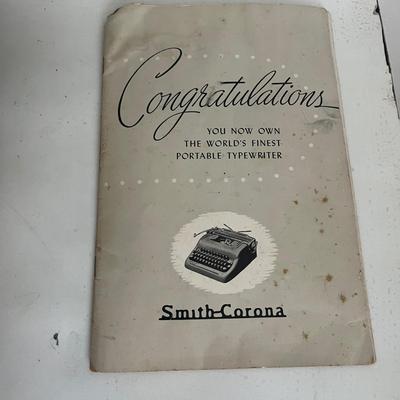 Congratulations
YOU NOW OWN
THE WORLD'S FINEST
PORTABLE TYPEWRITER
Smith-Corona